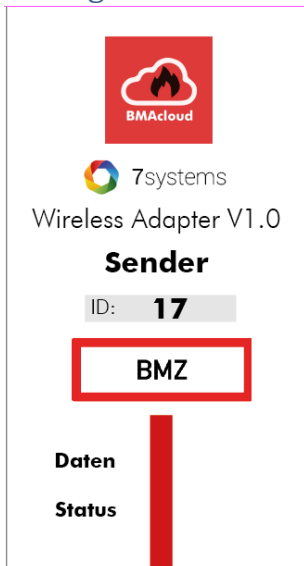 BMAcloud
7systems
Wireless Adapter V1.0
Sender
ID: 17
BMZ
Daten
Status